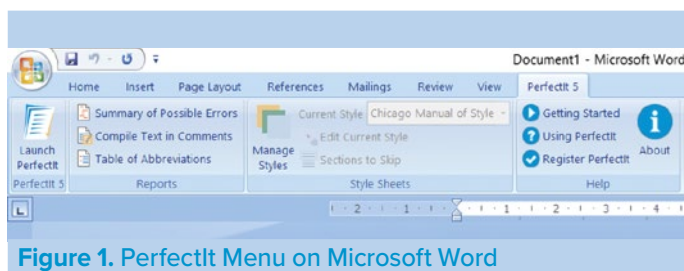 Document1 - Microsoft Word
Home Insert Page Layout References Mailings Review View PerfectIt 5
Launch PerfectIt
PerfectIt 5
Summary of Possible Errors
Compile Text in Comments
Table of Abbreviations
Reports
Manage Styles
Current Style Chicago Manual of Style
Edit Current Style
Sections to Skip
Style Sheets
Getting Started
Using PerfectIt
Register PerfectIt
About
Help
L
2 1 1 2 3 4
Figure 1. PerfectIt Menu on Microsoft Word